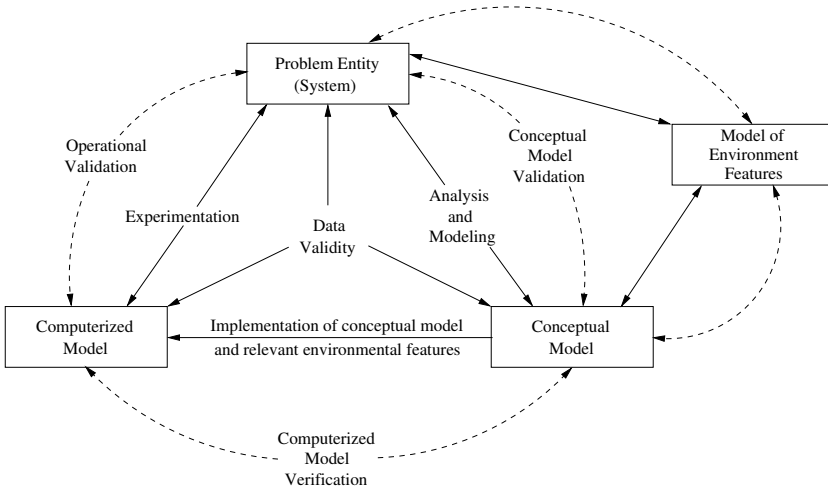 Problem Entity
(System)
Model of
Environment
Features
Operational
Validation
Conceptual
Model
Validation
Experimentation
Data
Validity
Analysis
and
Modeling
Computerized
Model
Implementation of conceptual model
and relevant environmental features
Conceptual
Model
Computerized
Model
Verification